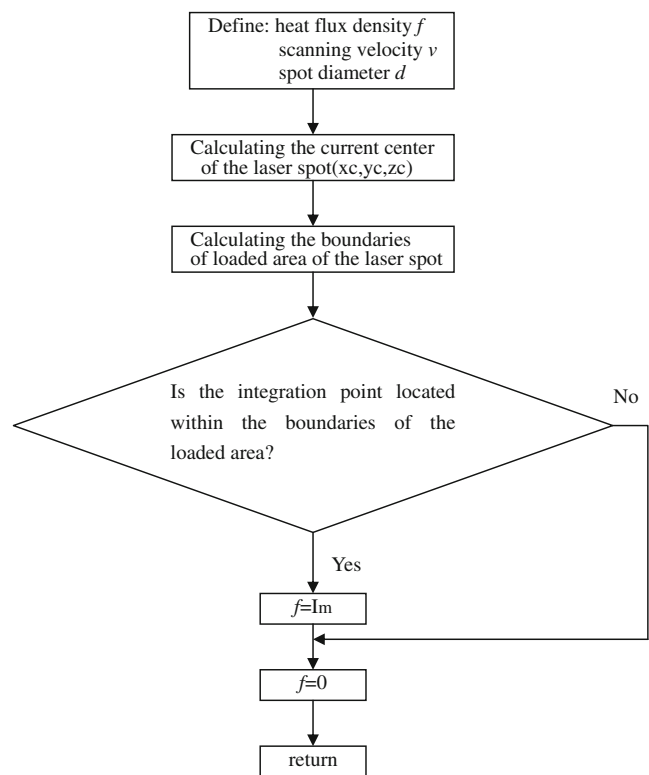 Define: heat flux density f
scanning velocity v
spot diameter d
Calculating the current center
of the laser spot(xc,yc,zc)
Calculating the boundaries
of loaded area of the laser spot
Is the integration point located
within the boundaries of the
loaded area?
No
Yes
f=Im
f=0
return